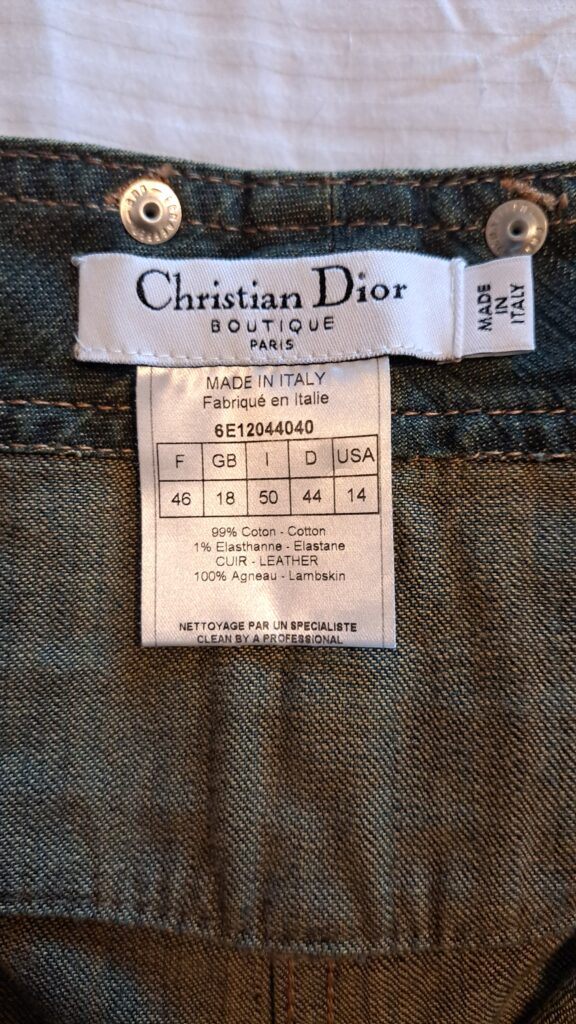 Christian Dior
BOUTIQUE
PARIS
MADE
IN
ITALY
MADE IN ITALY
Fabriqué en Italie
6E12044040
F GB I D USA
46 18 50 44 14
99% Coton - Cotton
1% Elasthanne - Elastane
CUIR - LEATHER
100% Agneau - Lambskin
NETTOYAGE PAR UN SPECIALISTE
CLEAN BY A PROFESSIONAL